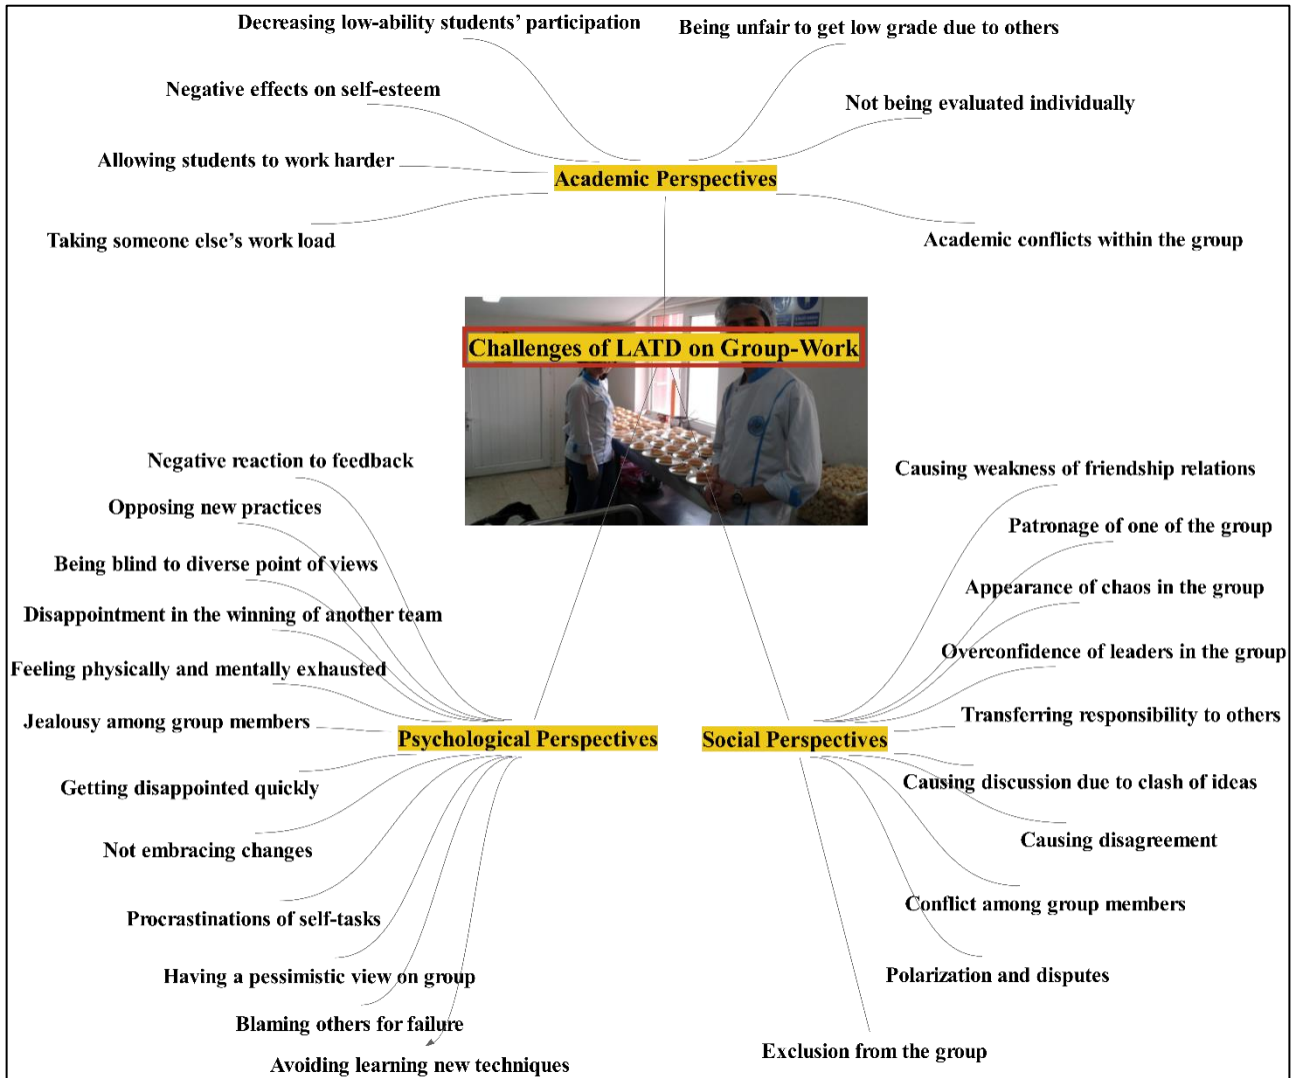 Decreasing low-ability students’ participation
Being unfair to get low grade due to others
Negative effects on self-esteem
Not being evaluated individually
Allowing students to work harder
Academic Perspectives
Taking someone else’s work load
Academic conflicts within the group
Challenges of LATD on Group-Work
Negative reaction to feedback
Opposing new practices
Being blind to diverse point of views
Disappointment in the winning of another team
Feeling physically and mentally exhausted
Jealousy among group members
Psychological Perspectives
Getting disappointed quickly
Not embracing changes
Procrastinations of self-tasks
Having a pessimistic view on group
Blaming others for failure
Avoiding learning new techniques
Causing weakness of friendship relations
Patronage of one of the group
Appearance of chaos in the group
Overconfidence of leaders in the group
Transferring responsibility to others
Social Perspectives
Causing discussion due to clash of ideas
Causing disagreement
Conflict among group members
Polarization and disputes
Exclusion from the group